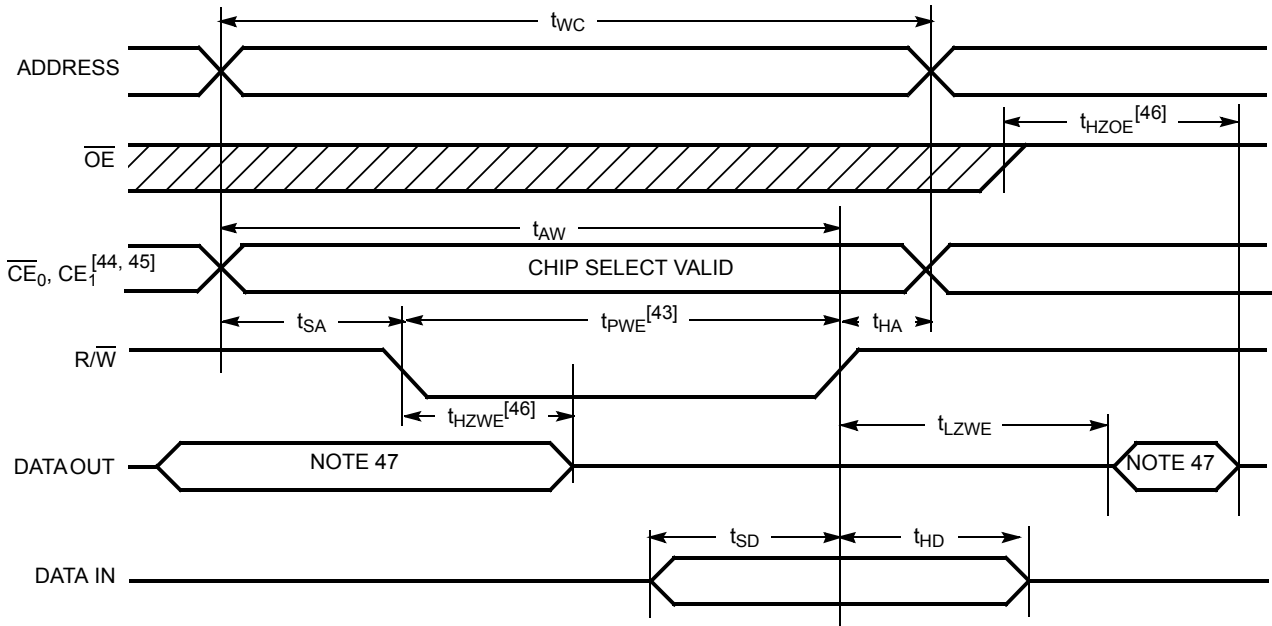 tWC
ADDRESS
tHZOE[46]
OE
tAW
CE0, CE1[44, 45]
CHIP SELECT VALID
tSA
tPWE[43]
tHA
R/W
tHZWE[46]
tLZWE
DATA OUT
NOTE 47
NOTE 47
tSD
tHD
DATA IN